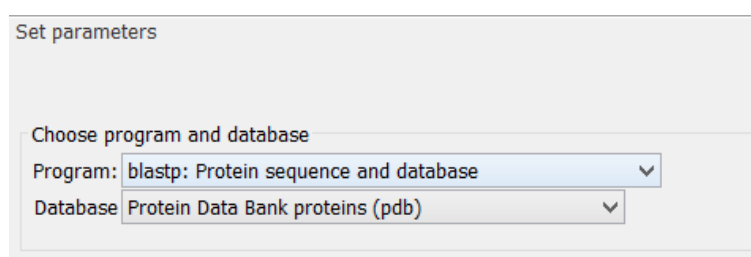 Set parameters
Choose program and database
Program: blastp: Protein sequence and database
Database Protein Data Bank proteins (pdb)